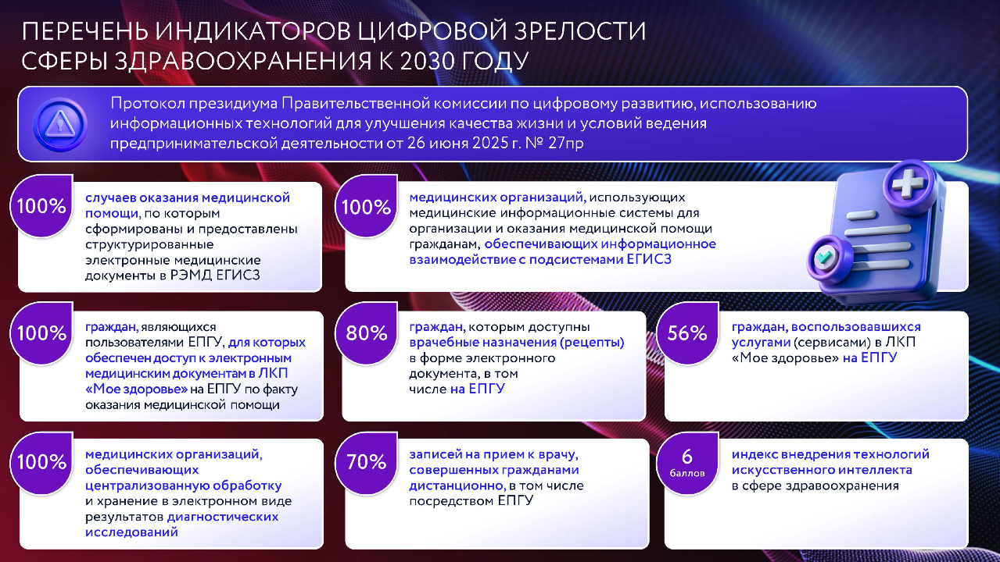 ПЕРЕЧЕНЬ ИНДИКАТОРОВ ЦИФРОВОЙ ЗРЕЛОСТИ
СФЕРЫ ЗДРАВООХРАНЕНИЯ К 2030 ГОДУ
Протокол президиума Правительственной комиссии по цифровому развитию, использованию
информационных технологий для улучшения качества жизни и условий ведения
предпринимательской деятельности от 26 июня 2025 г. № 27пр
100%
случаев оказания медицинской
помощи, по которым
сформированы и предоставлены
структурированные
электронные медицинские
документы в РЭМД ЕГИСЗ
100%
медицинских организаций, использующих
медицинские информационные системы для
организации и оказания медицинской помощи
гражданам, обеспечивающих информационное
взаимодействие с подсистемами ЕГИСЗ
100%
граждан, являющихся
пользователями ЕПГУ, для которых
обеспечен доступ к электронным
медицинским документам в ЛКП
«Мое здоровье» на ЕПГУ по факту
оказания медицинской помощи
80%
граждан, которым доступны
врачебные назначения (рецепты)
в форме электронного
документа, в том
числе на ЕПГУ
56%
граждан, воспользовавшихся
услугами (сервисами) в ЛКП
«Мое здоровье» на ЕПГУ
100%
медицинских организаций,
обеспечивающих
централизованную обработку
и хранение в электронном виде
результатов диагностических
исследований
70%
записей на прием к врачу,
совершенных гражданами
дистанционно, в том числе
посредством ЕПГУ
6
баллов
индекс внедрения технологий
искусственного интеллекта
в сфере здравоохранения